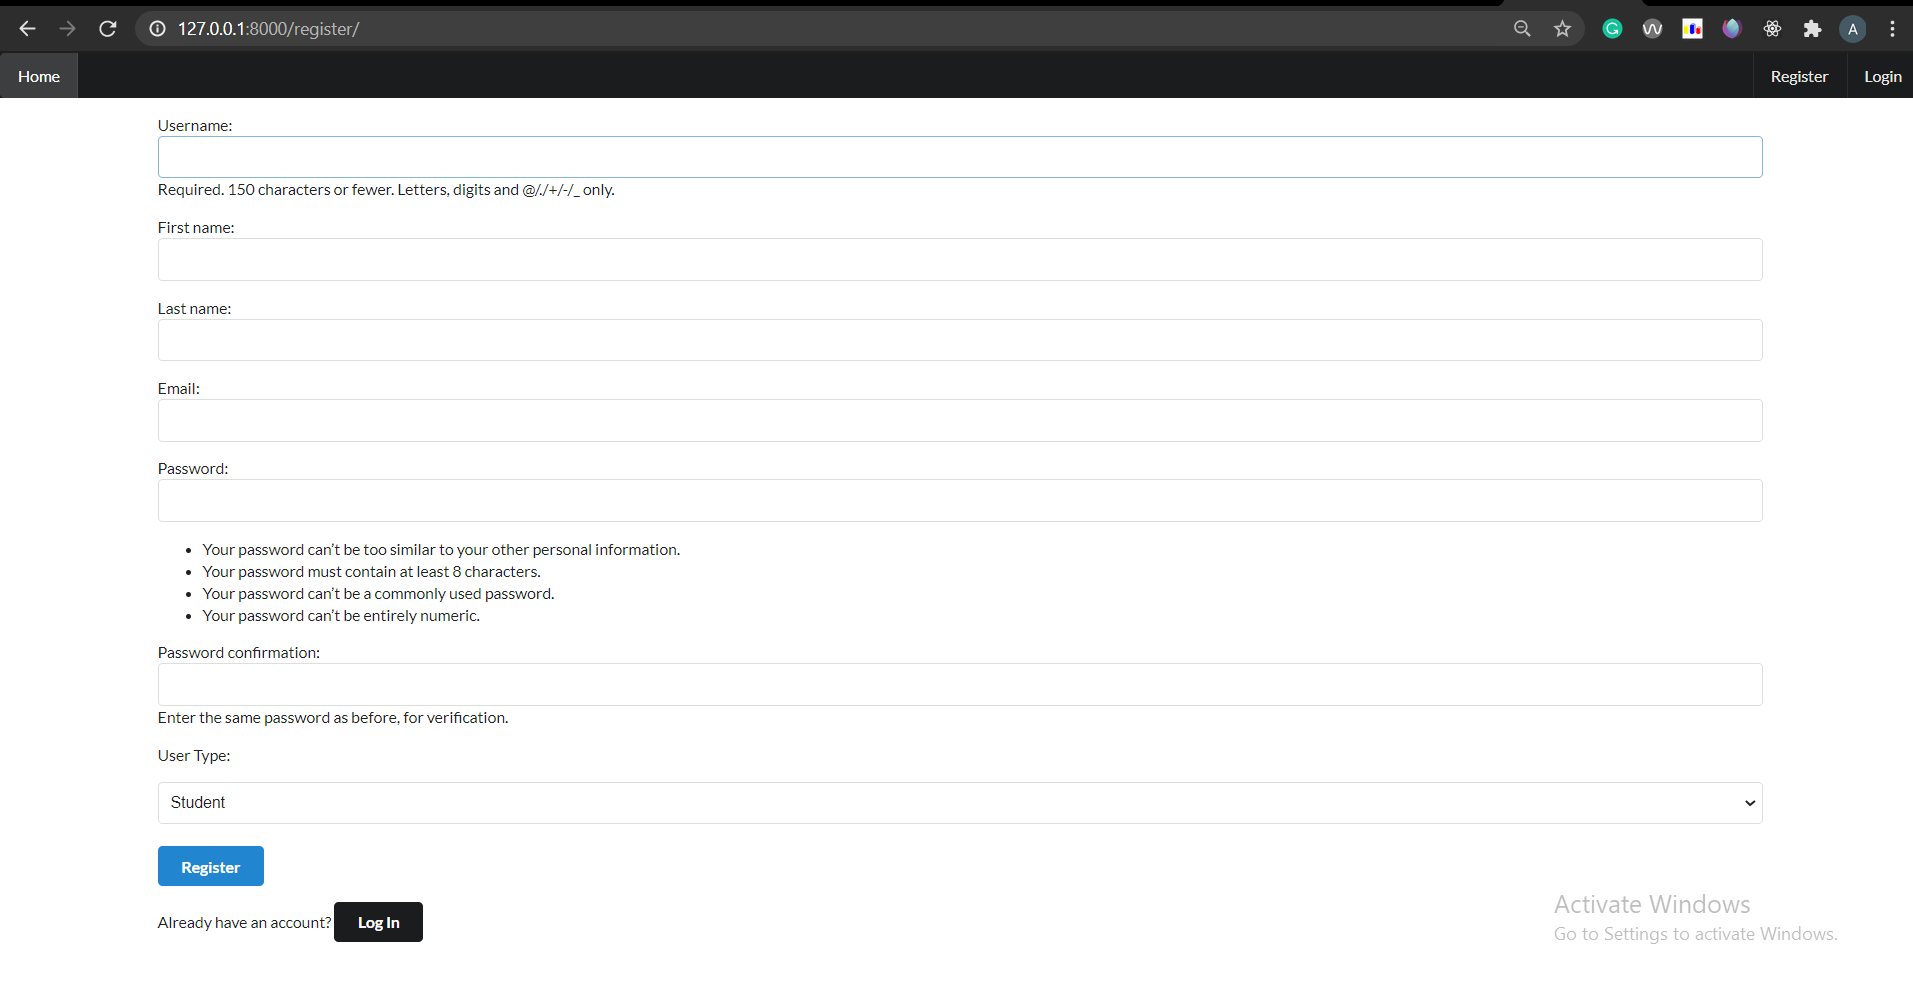 127.0.0.1:8000/register/
A
Home
Register
Login
Username:
Required. 150 characters or fewer. Letters, digits and @/./+/-/_ only.
First name:
Last name:
Email:
Password:
Your password can’t be too similar to your other personal information.
Your password must contain at least 8 characters.
Your password can’t be a commonly used password.
Your password can’t be entirely numeric.
Password confirmation:
Enter the same password as before, for verification.
User Type:
Student
Register
Already have an account? Log In
Activate Windows
Go to Settings to activate Windows.